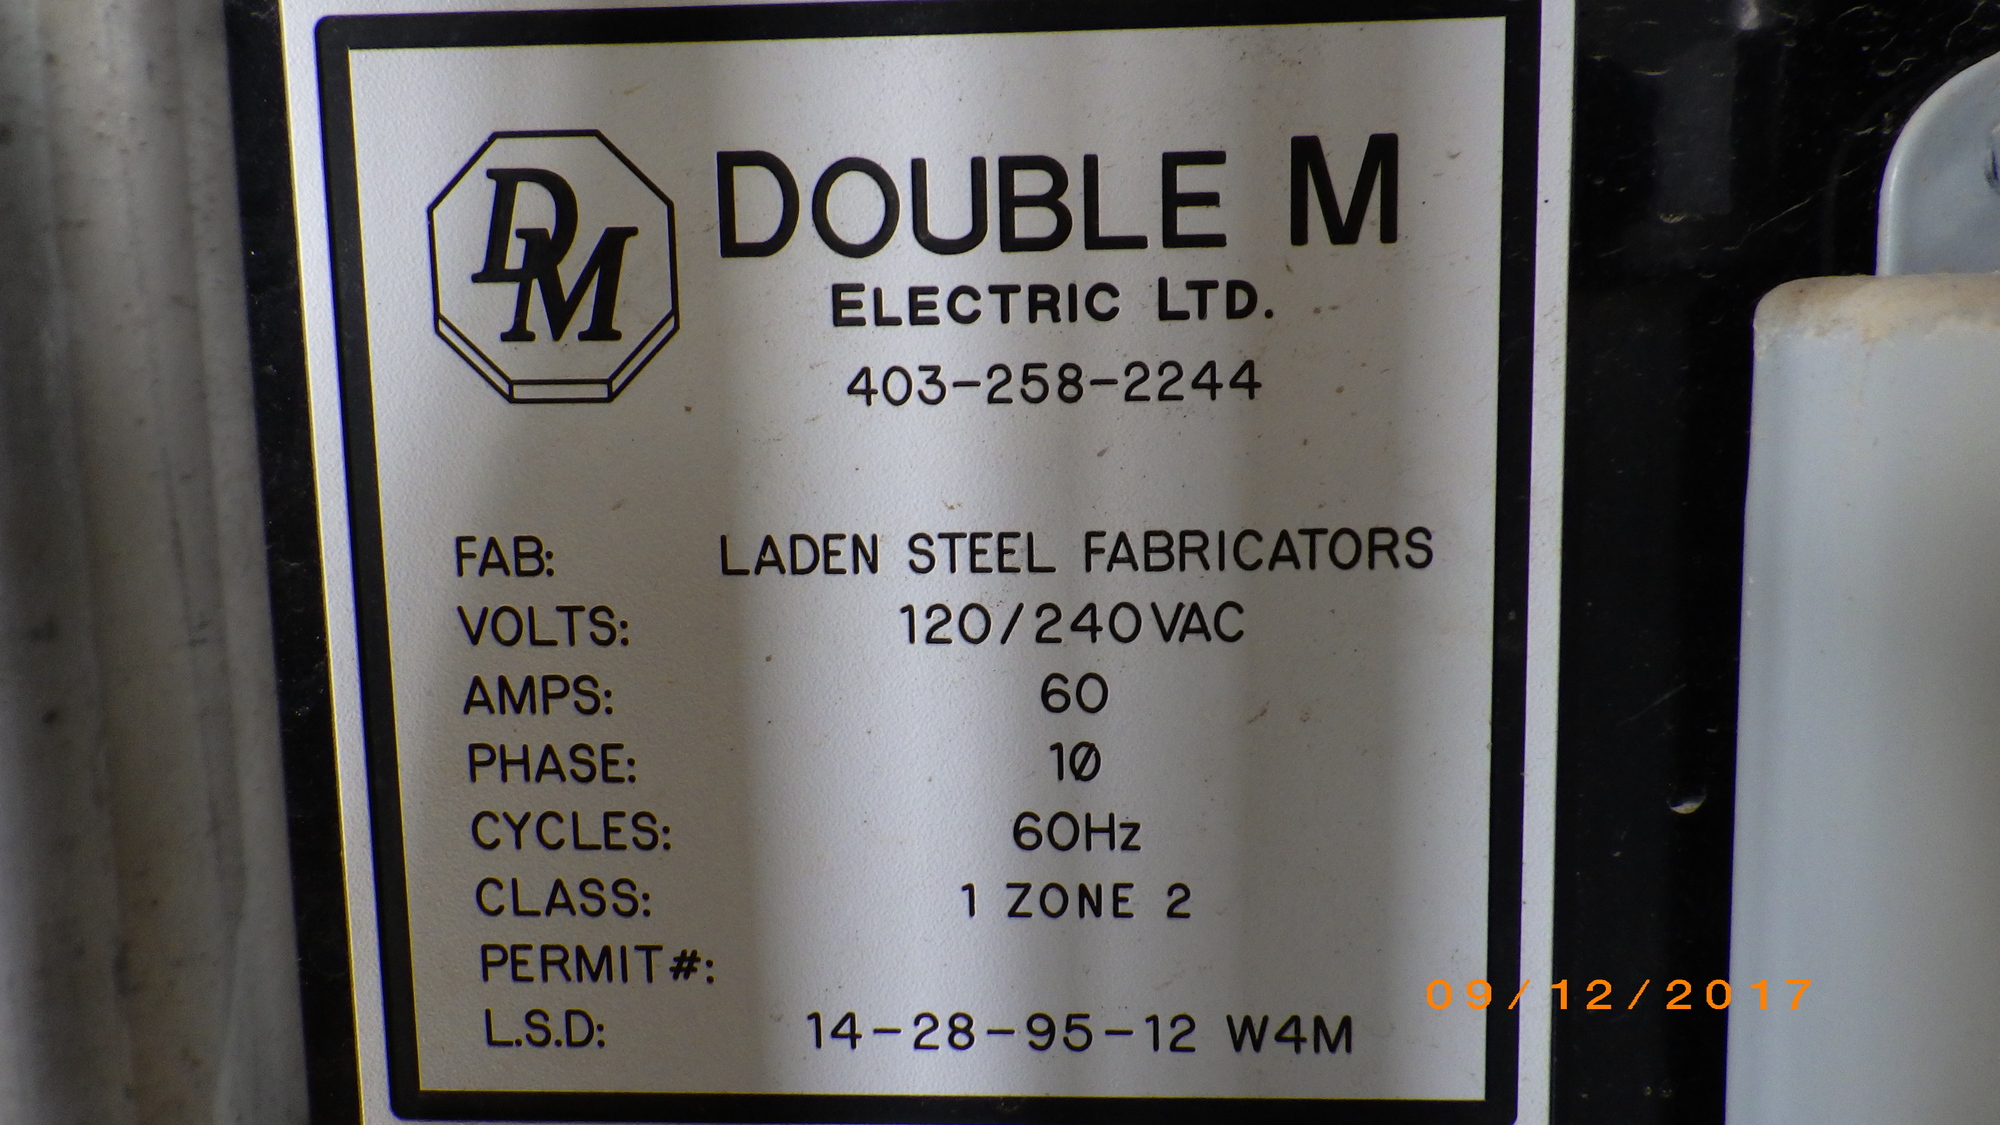 DM
DOUBLE M
ELECTRIC LTD.
403-258-2244
FAB: LADEN STEEL FABRICATORS
VOLTS: 120/240VAC
AMPS: 60
PHASE: 1Ø
CYCLES: 60Hz
CLASS: 1 ZONE 2
PERMIT#:
L.S.D: 14-28-95-12 W4M
09/12/2017